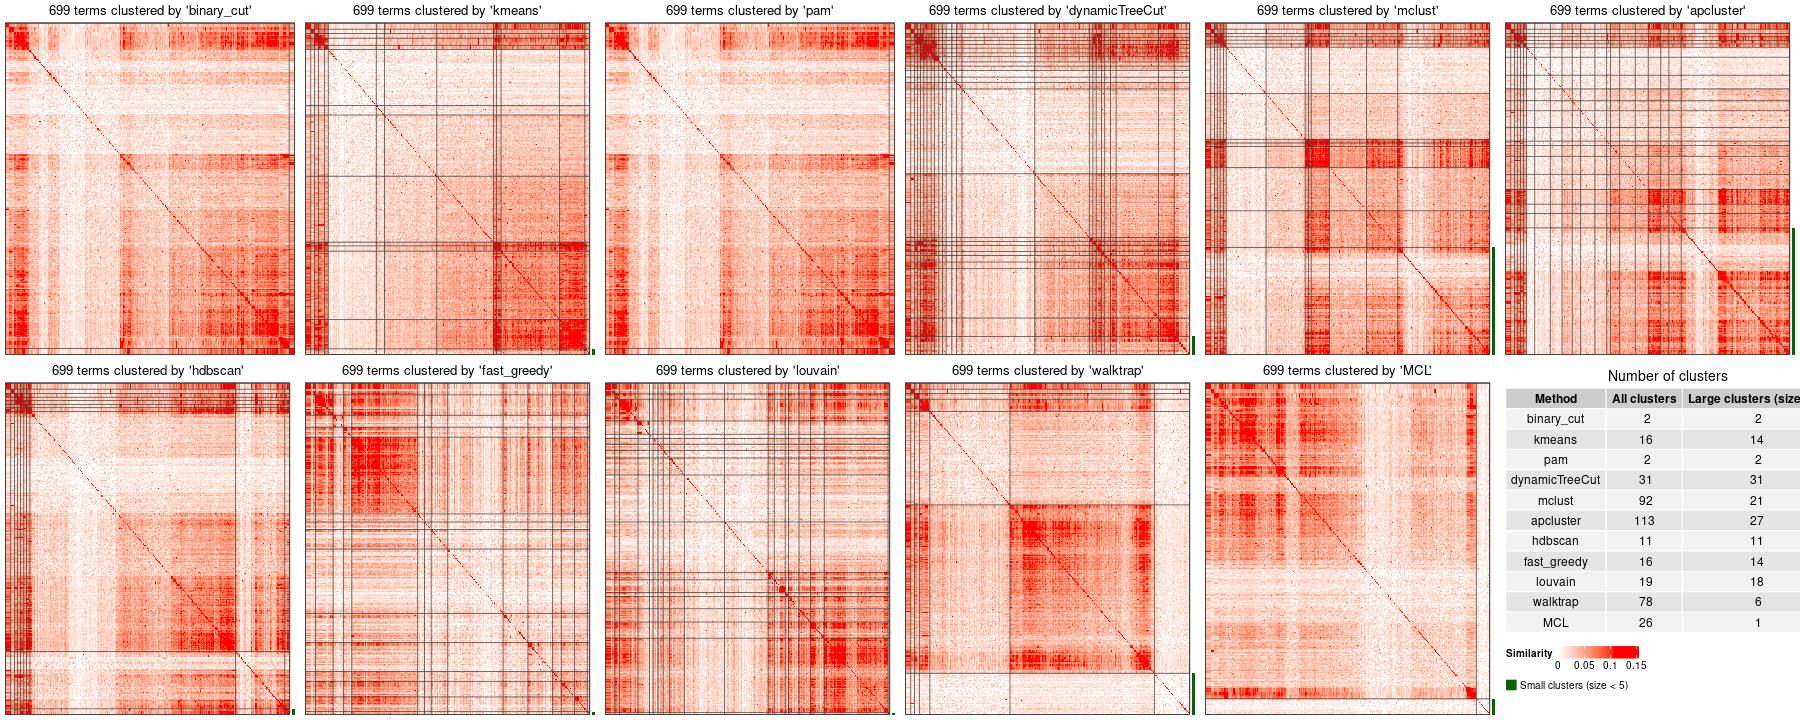 699 terms clustered by 'binary_cut'
699 terms clustered by 'kmeans'
699 terms clustered by 'pam'
699 terms clustered by 'dynamicTreeCut'
699 terms clustered by 'mclust'
699 terms clustered by 'apcluster'
699 terms clustered by 'hdbscan'
699 terms clustered by 'fast_greedy'
699 terms clustered by 'louvain'
699 terms clustered by 'walktrap'
699 terms clustered by 'MCL'
Number of clusters
Method All clusters Large clusters (size
binary_cut 2 2
kmeans 16 14
pam 2 2
dynamicTreeCut 31 31
mclust 92 21
apcluster 113 27
hdbscan 11 11
fast_greedy 16 14
louvain 19 18
walktrap 78 6
MCL 26 1
Similarity
0 0.05 0.1 0.15
Small clusters (size < 5)